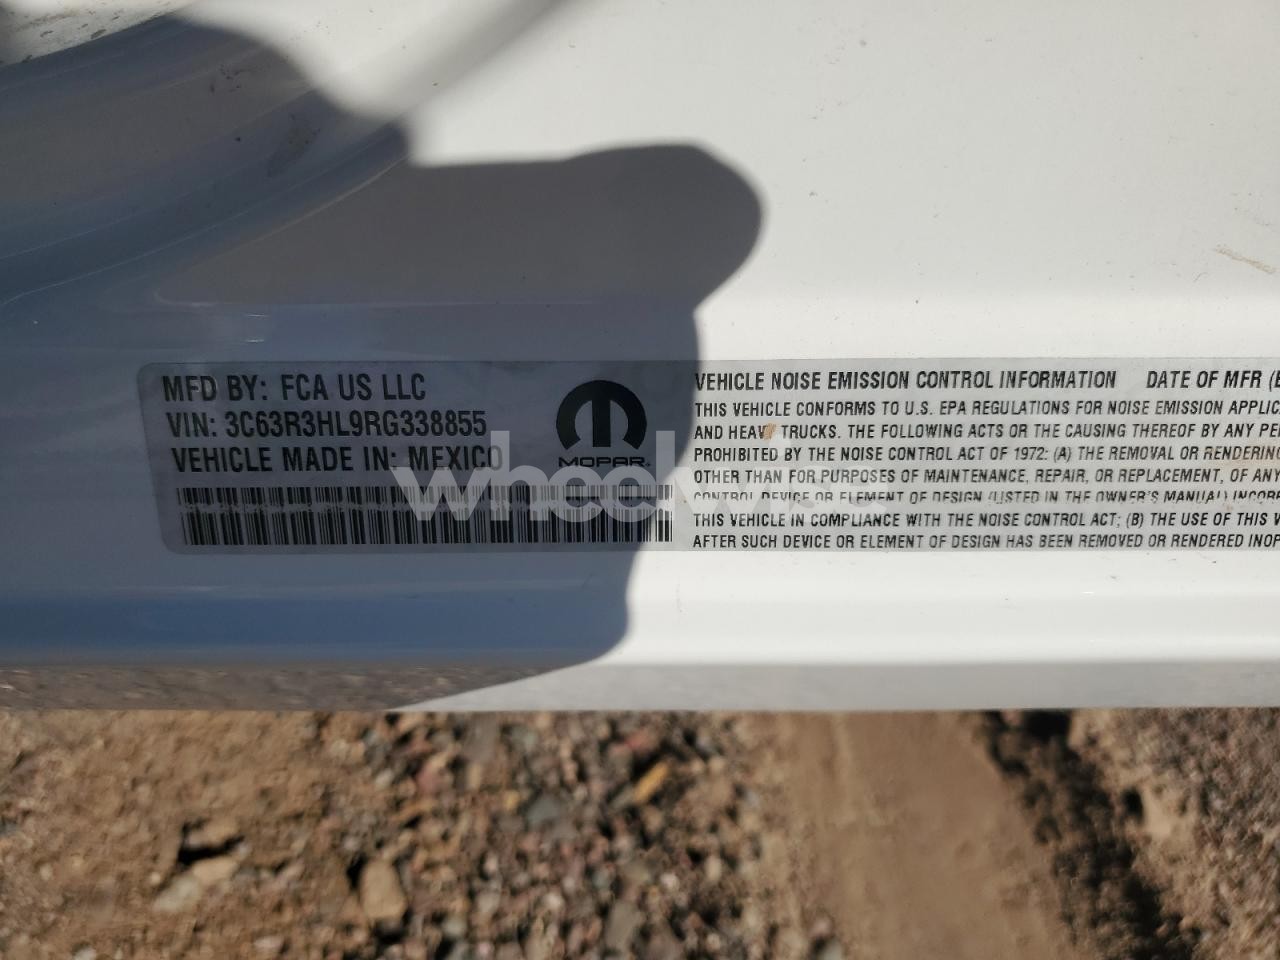 MFD BY: FCA US LLC
VIN: 3C63R3HL9RG338855
VEHICLE MADE IN: MEXICO
MOPAR
wheelwise
VEHICLE NOISE EMISSION CONTROL INFORMATION DATE OF MFR (E
THIS VEHICLE CONFORMS TO U.S. EPA REGULATIONS FOR NOISE EMISSION APPLIC
AND HEAVY TRUCKS. THE FOLLOWING ACTS OR THE CAUSING THEREOF BY ANY PE
PROHIBITED BY THE NOISE CONTROL ACT OF 1972: (A) THE REMOVAL OR RENDERING
OTHER THAN FOR PURPOSES OF MAINTENANCE, REPAIR, OR REPLACEMENT, OF ANY
CONTROL DEVICE OR ELEMENT OF DESIGN (LISTED IN THE OWNER'S MANUAL) INCORP
THIS VEHICLE IN COMPLIANCE WITH THE NOISE CONTROL ACT; (B) THE USE OF THIS V
AFTER SUCH DEVICE OR ELEMENT OF DESIGN HAS BEEN REMOVED OR RENDERED INOP